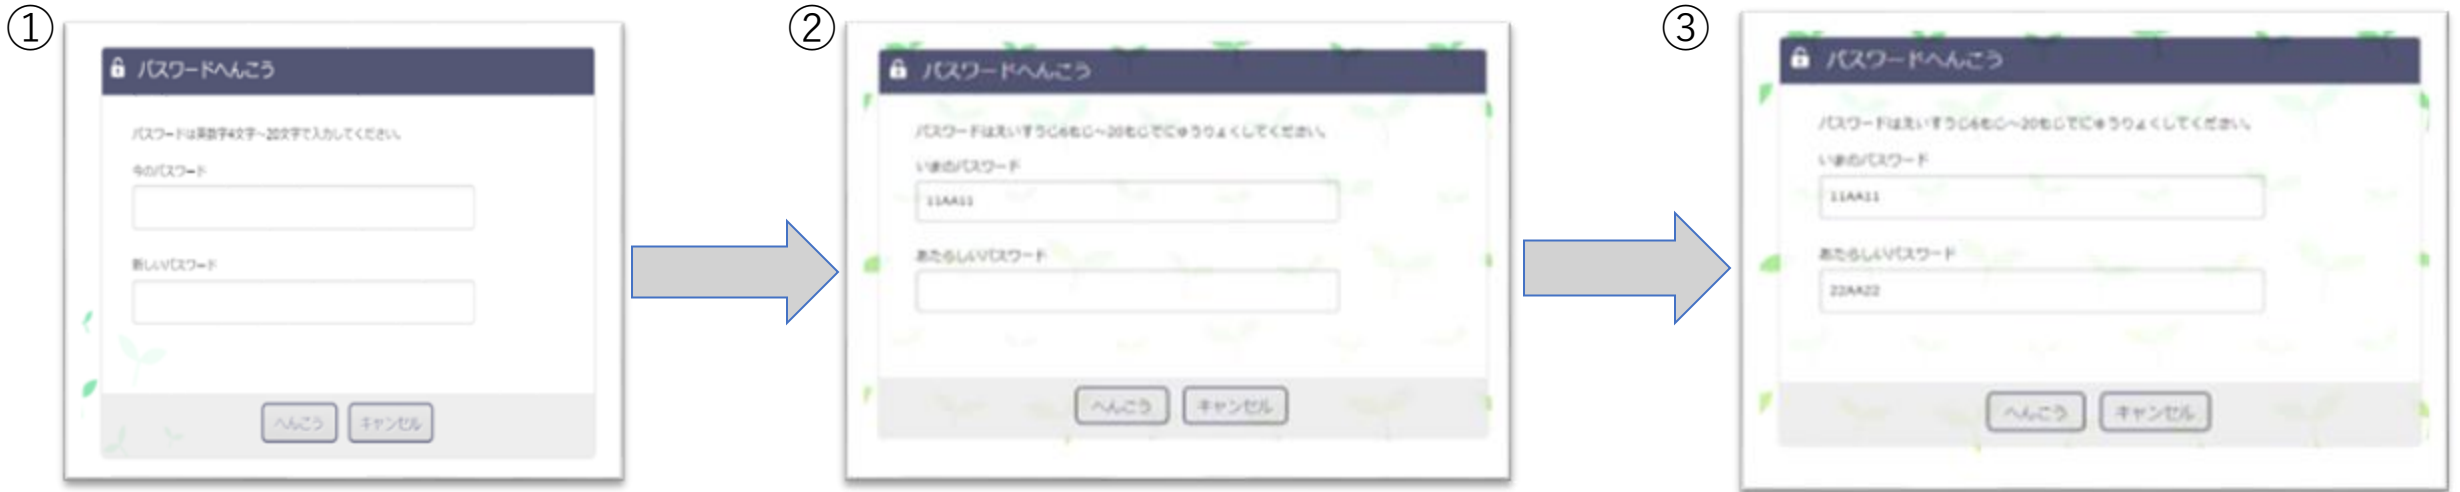 ①
パスワードへんこう
パスワードは英数字4文字～20文字で入力してください。
今のパスワード
新しいパスワード
へんこう
キャンセル
②
パスワードへんこう
パスワードはえいすうじ6もじ～20もじでにゅうりょくしてください。
いまのパスワード
11AA11
あたらしいパスワード
へんこう
キャンセル
③
パスワードへんこう
パスワードはえいすうじ6もじ～20もじでにゅうりょくしてください。
いまのパスワード
11AA11
あたらしいパスワード
22AA22
へんこう
キャンセル